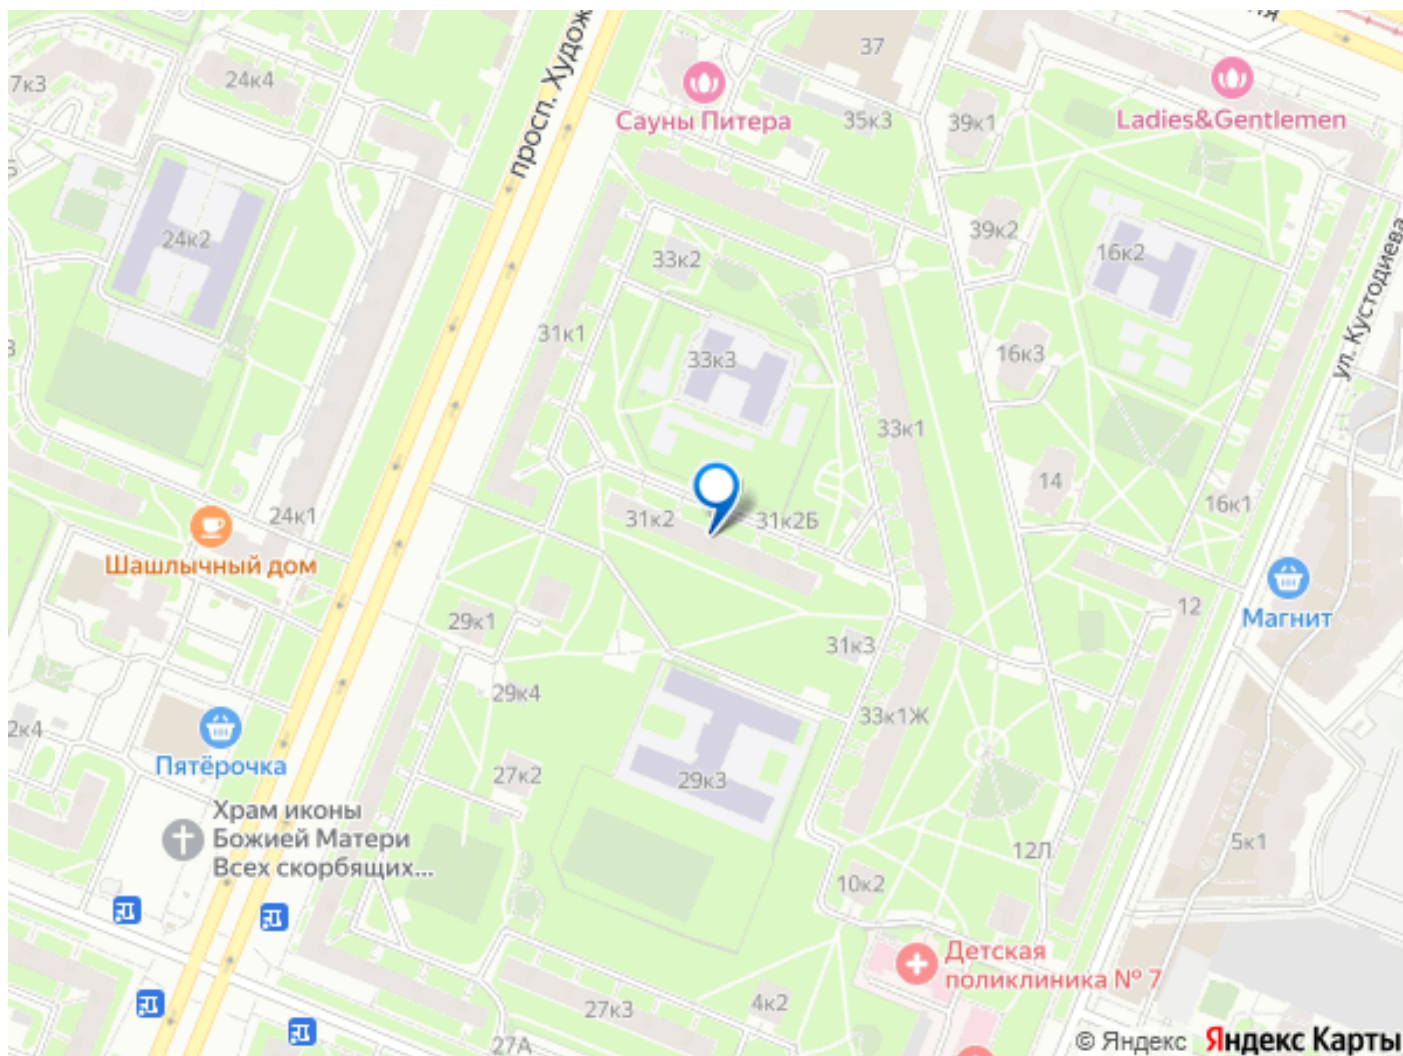 7к3
24к4
просп. Худож
37
Сауны Питера
35к3
39к1
Ladies&Gentlemen
24к2
33к2
39к2
16к2
ул. Кустодиева
31к1
33к3
16к3
33к1
14
16к1
24к1
31к2
31к2Б
Шашлычный дом
29к1
12
Магнит
31к3
29к4
33к1Ж
2к4
Пятёрочка
27к2
29к3
Храм иконы
Божией Матери
Всех скорбящих...
12Л
5к1
10к2
Детская
поликлиника № 7
27к3
4к2
27А
© Яндекс Яндекс Карты